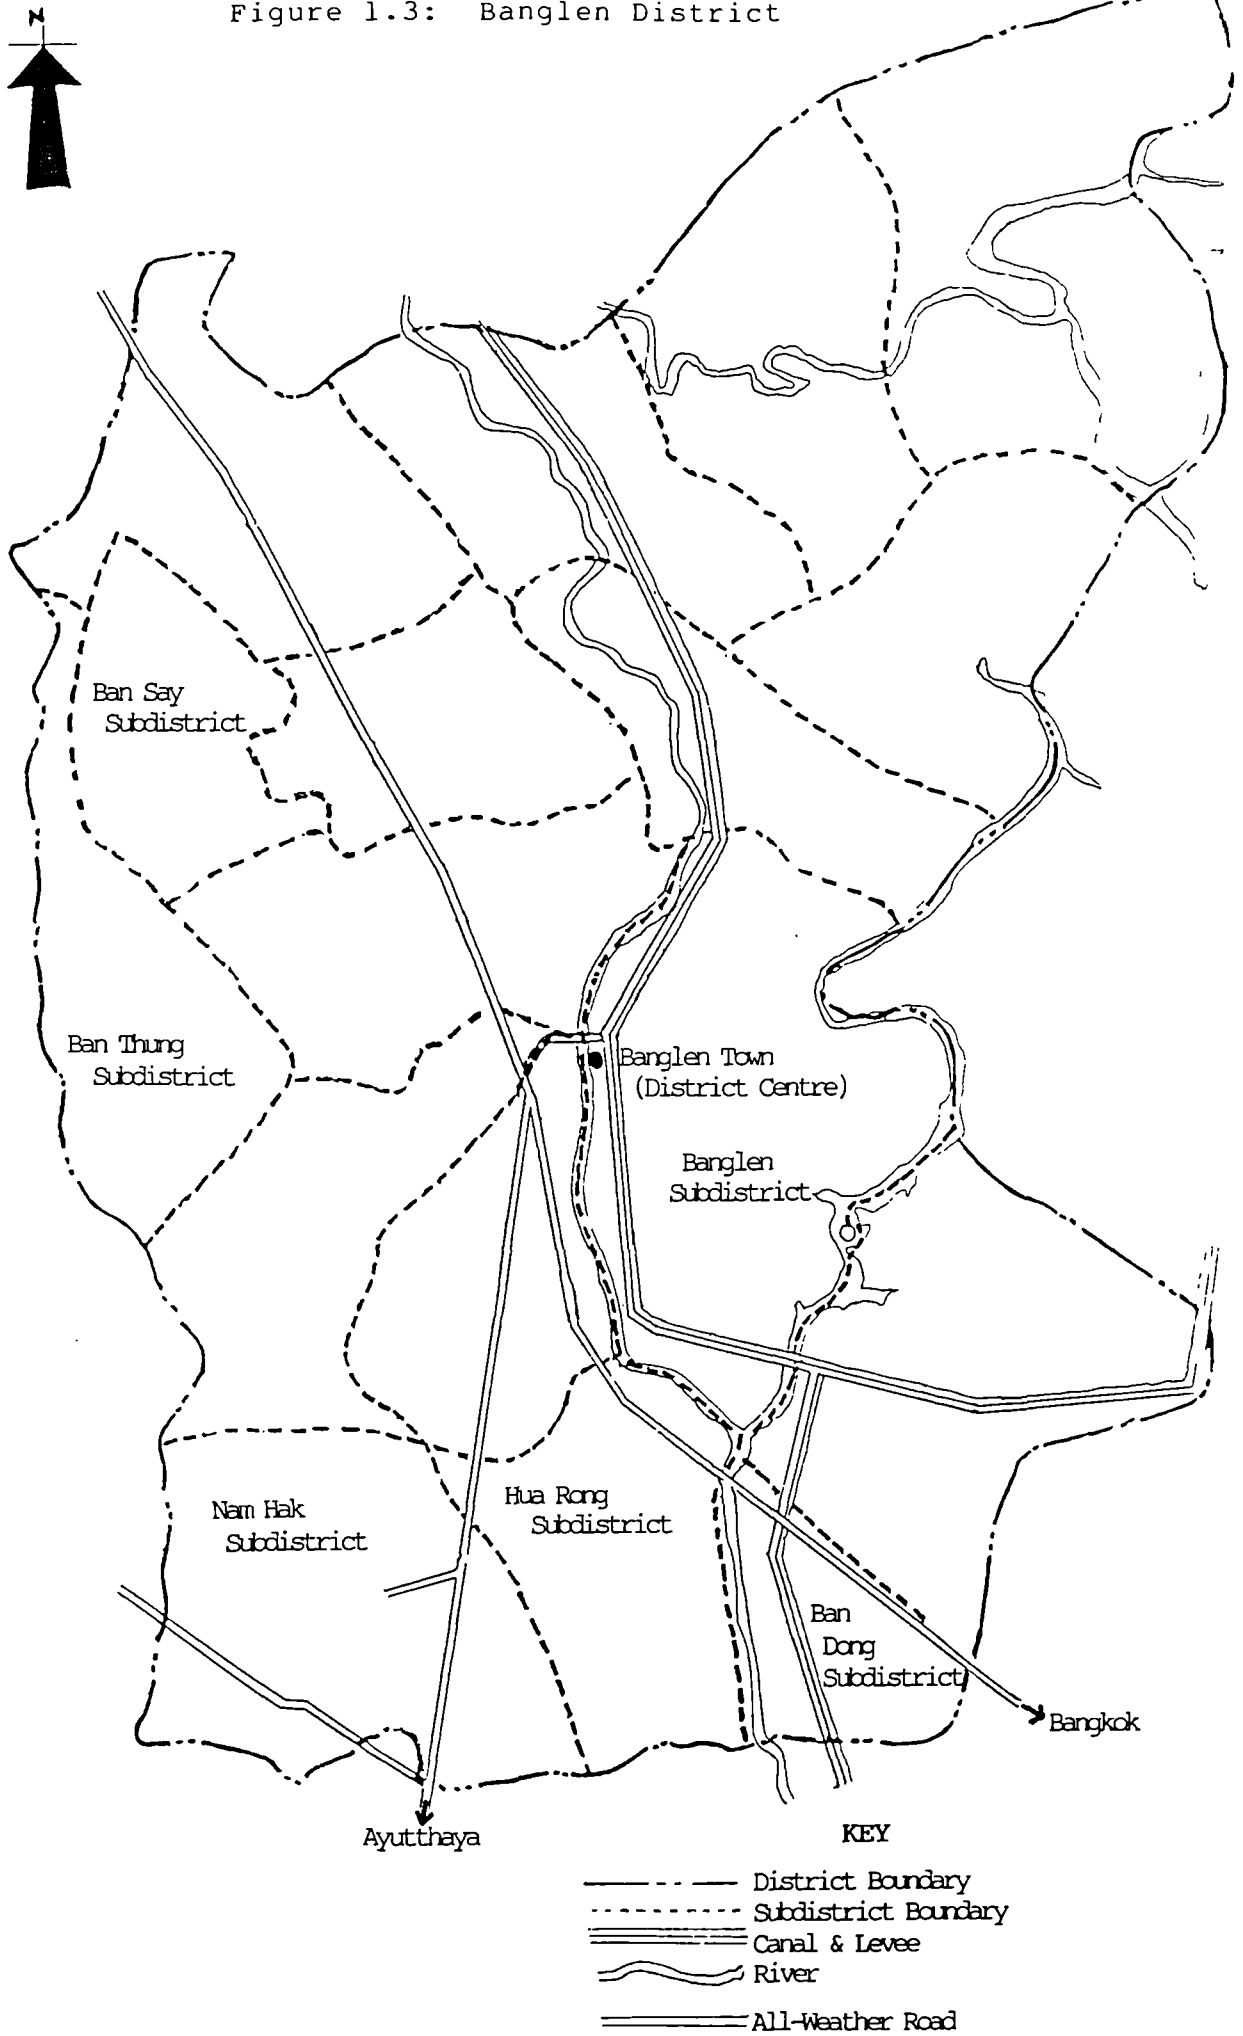 Figure 1.3: Banglen District
N
Ban Say
Subdistrict
Ban Thung
Subdistrict
Banglen Town
(District Centre)
Banglen
Subdistrict
Nam Hak
Subdistrict
Hua Rong
Subdistrict
Ban
Dong
Subdistrict
Bangkok
Ayutthaya
KEY
District Boundary
Subdistrict Boundary
Canal & Levee
River
All-Weather Road